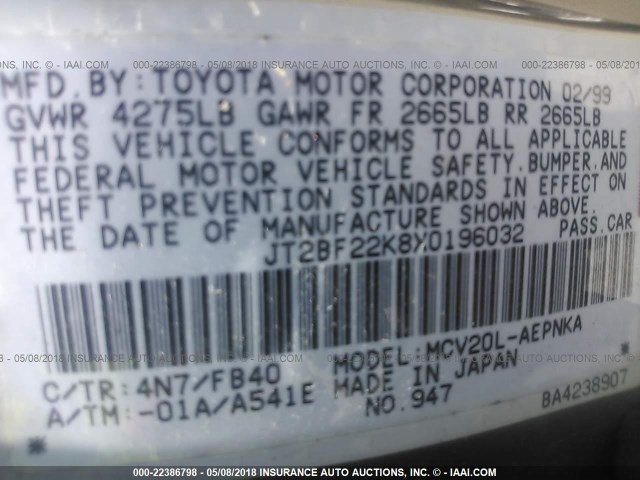 000-22386798 - 05/08/2018 INSURANCE AUTO AUCTIONS, INC. - IAAI.COM
MFD. BY: TOYOTA MOTOR CORPORATION 02/99
GVWR 4275LB GAWR FR 2665LB RR 2665LB
THIS VEHICLE CONFORMS TO ALL APPLICABLE
FEDERAL MOTOR VEHICLE SAFETY, BUMPER, AND
THEFT PREVENTION STANDARDS IN EFFECT ON
THE DATE OF MANUFACTURE SHOWN ABOVE.
JT2BF22K8X0196032 PASS. CAR
C/TR: 4N7/FB40 MODEL: MCV20L-AEPNKA
A/TM: -01A/A541E MADE IN JAPAN
NO. 947 BA4238907
000-22386798 - 05/08/2018 INSURANCE AUTO AUCTIONS, INC. - IAAI.COM